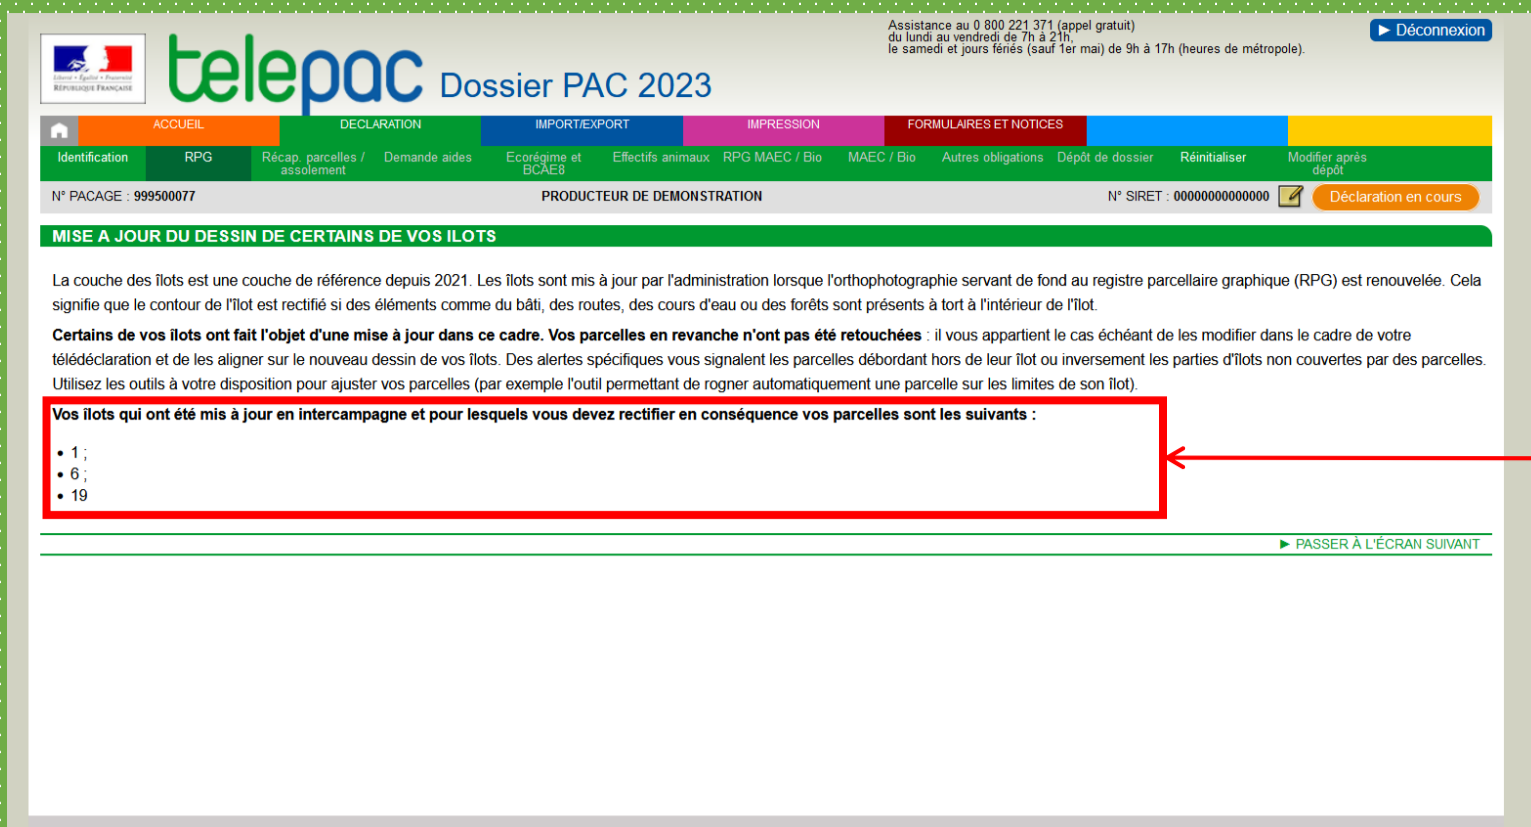 Assistance au 0 800 221 371 (appel gratuit)
du lundi au vendredi de 7h à 21h,
le samedi et jours fériés (sauf 1er mai) de 9h à 17h (heures de métropole).
► Déconnexion
Liberté • Égalité • Fraternité
RÉPUBLIQUE FRANÇAISE
telepac Dossier PAC 2023
ACCUEIL DECLARATION IMPORT/EXPORT IMPRESSION FORMULAIRES ET NOTICES
Identification RPG Récap. parcelles / assolement Demande aides Ecorégime et BCAE8 Effectifs animaux RPG MAEC / Bio MAEC / Bio Autres obligations Dépôt de dossier Réinitialiser Modifier après dépôt
N° PACAGE : 999500077 PRODUCTEUR DE DEMONSTRATION N° SIRET : 00000000000000 Déclaration en cours
MISE A JOUR DU DESSIN DE CERTAINS DE VOS ILOTS
La couche des îlots est une couche de référence depuis 2021. Les îlots sont mis à jour par l'administration lorsque l'orthophotographie servant de fond au registre parcellaire graphique (RPG) est renouvelée. Cela
signifie que le contour de l'îlot est rectifié si des éléments comme du bâti, des routes, des cours d'eau ou des forêts sont présents à tort à l'intérieur de l'îlot.
Certains de vos îlots ont fait l'objet d'une mise à jour dans ce cadre. Vos parcelles en revanche n'ont pas été retouchées : il vous appartient le cas échéant de les modifier dans le cadre de votre
télédéclaration et de les aligner sur le nouveau dessin de vos îlots. Des alertes spécifiques vous signalent les parcelles débordant hors de leur îlot ou inversement les parties d'îlots non couvertes par des parcelles.
Utilisez les outils à votre disposition pour ajuster vos parcelles (par exemple l'outil permettant de rogner automatiquement une parcelle sur les limites de son îlot).
Vos îlots qui ont été mis à jour en intercampagne et pour lesquels vous devez rectifier en conséquence vos parcelles sont les suivants :
• 1 ;
• 6 ;
• 19
► PASSER À L'ÉCRAN SUIVANT